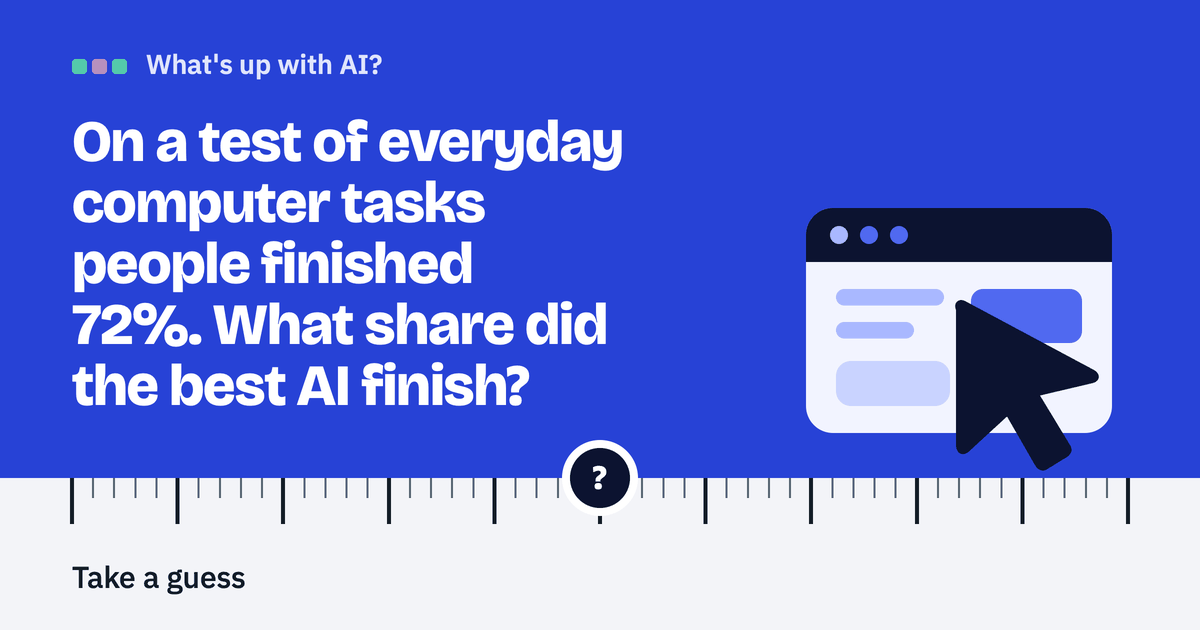 What's up with AI?
On a test of everyday
computer tasks
people finished
72%. What share did
the best AI finish?
?
Take a guess